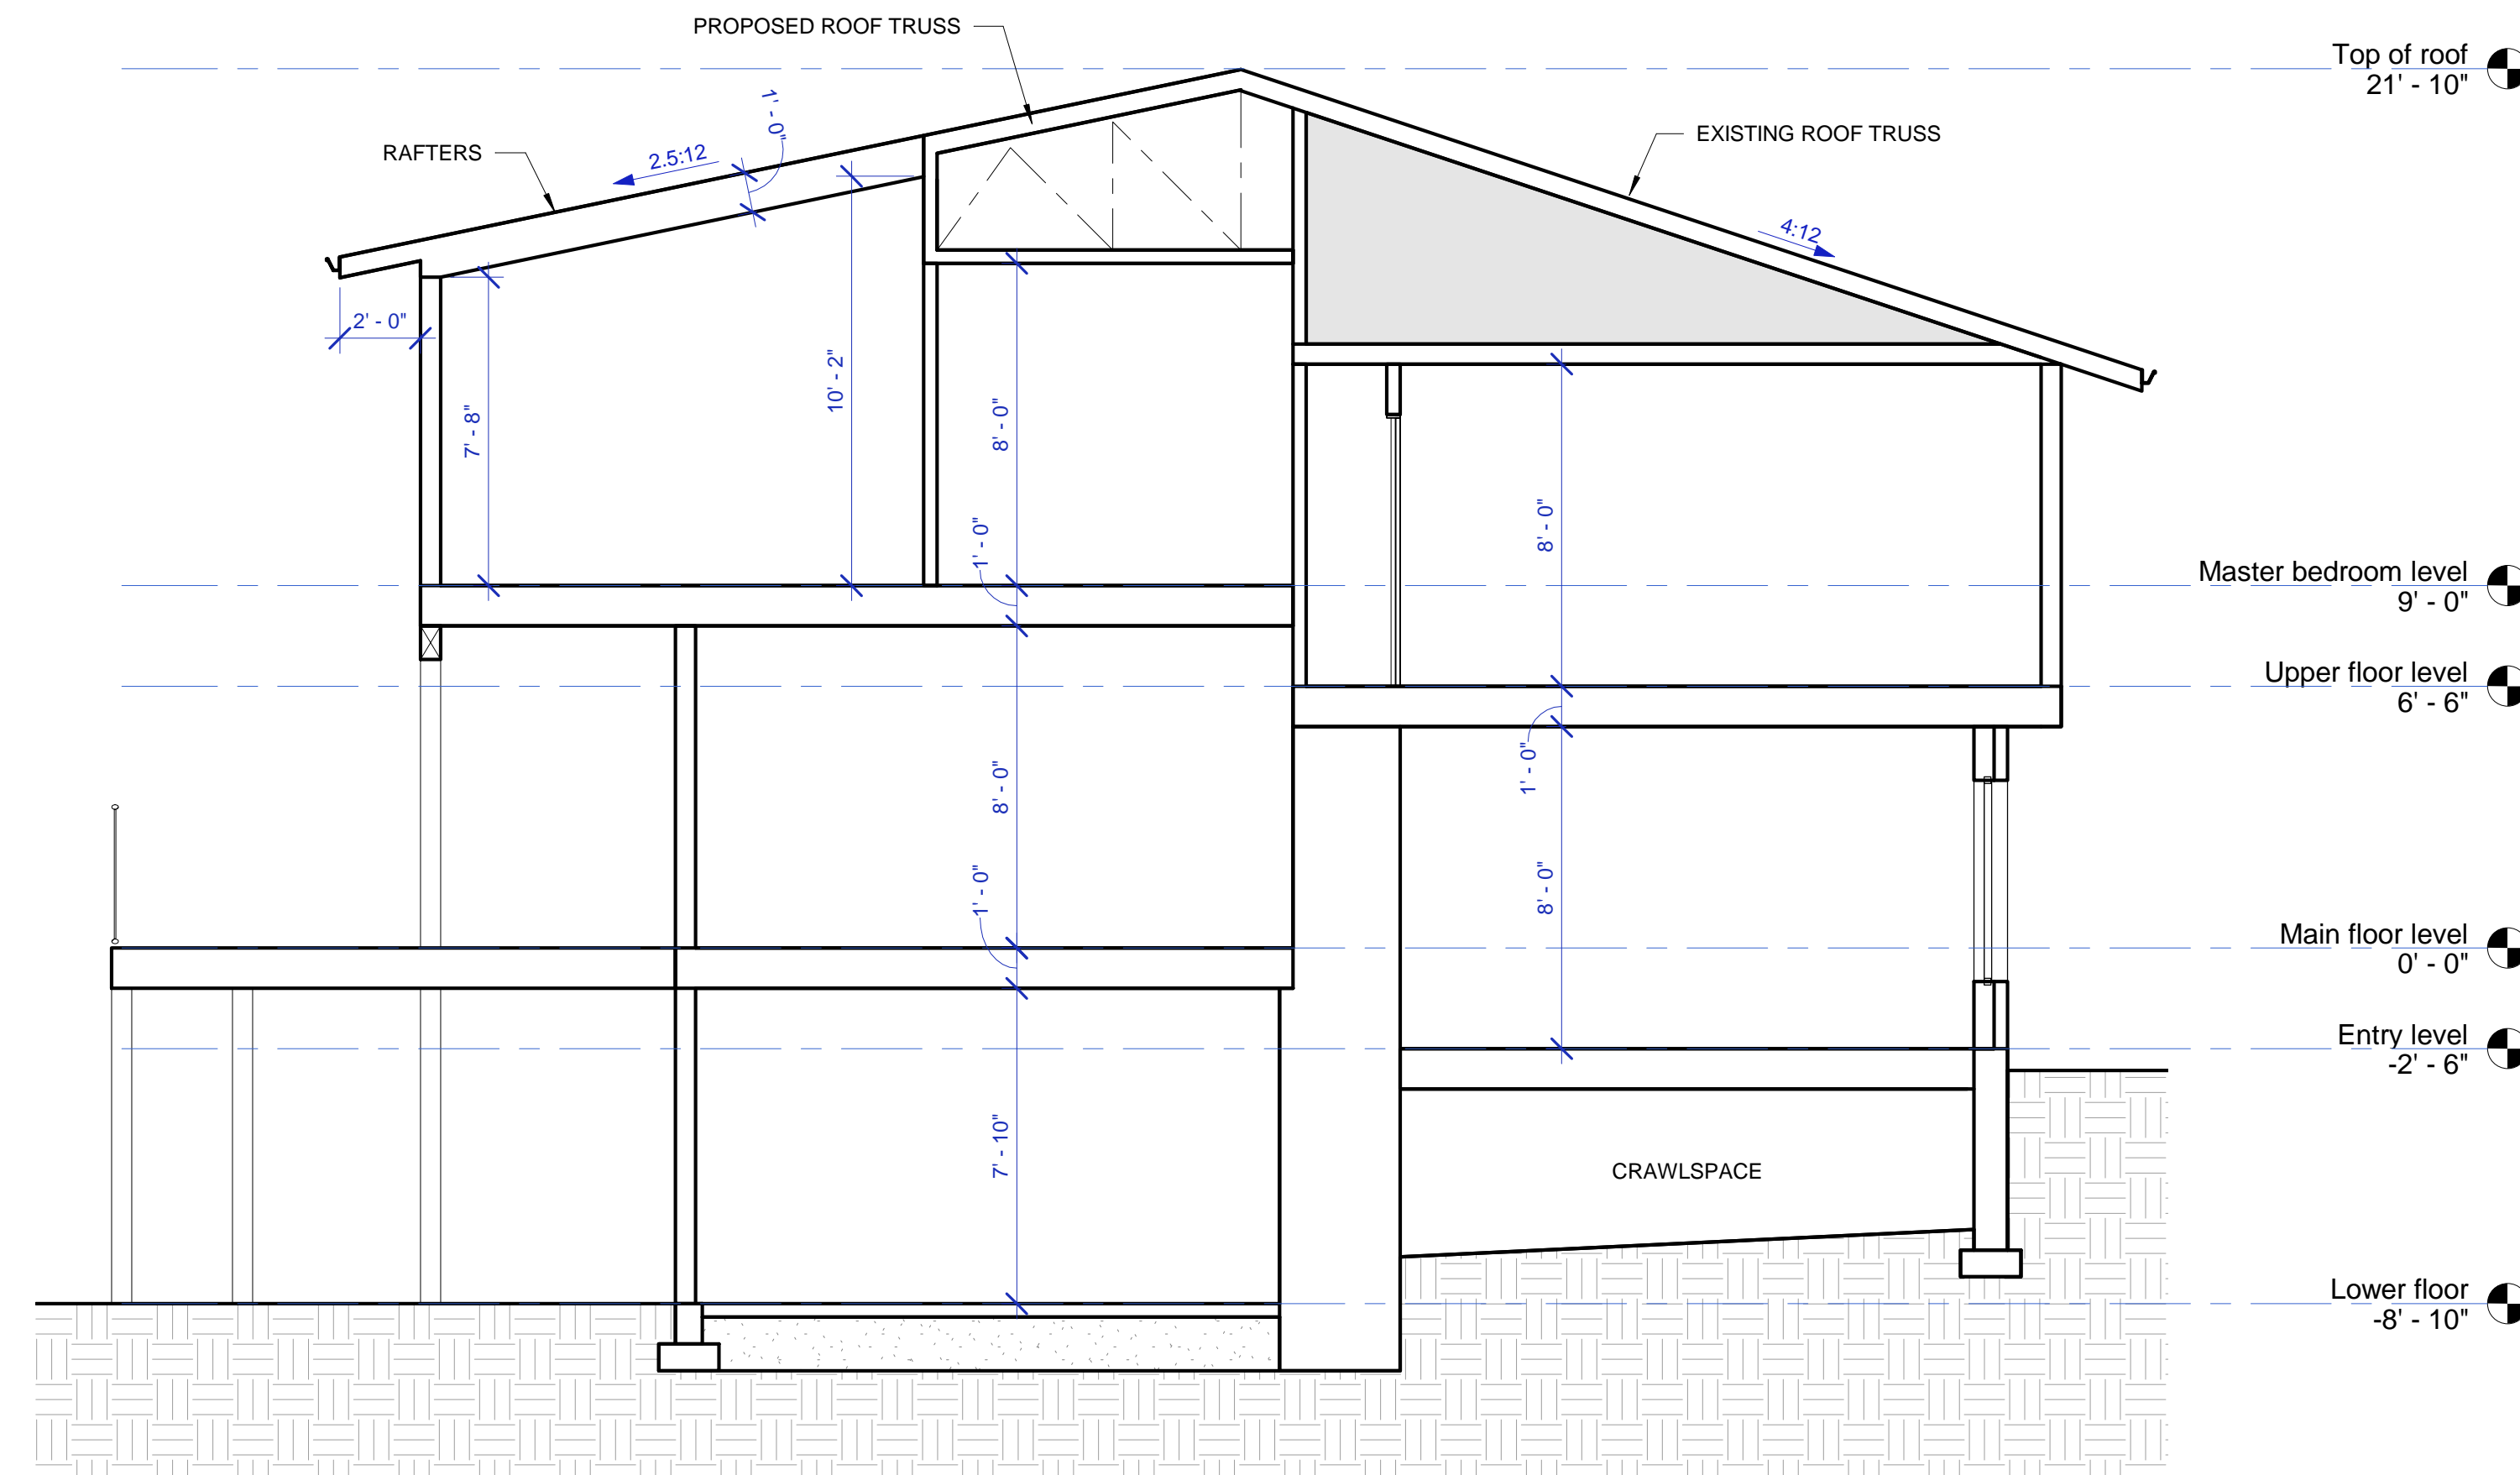 PROPOSED ROOF TRUSS
Top of roof
21' - 10"
1' - 0"
EXISTING ROOF TRUSS
RAFTERS
2.5:12
4:12
2' - 0"
10' - 2"
7' - 8"
8' - 0"
8' - 0"
1' - 0"
Master bedroom level
9' - 0"
Upper floor level
6' - 6"
1' - 0"
8' - 0"
8' - 0"
1' - 0"
Main floor level
0' - 0"
Entry level
-2' - 6"
7' - 10"
CRAWLSPACE
Lower floor
-8' - 10"